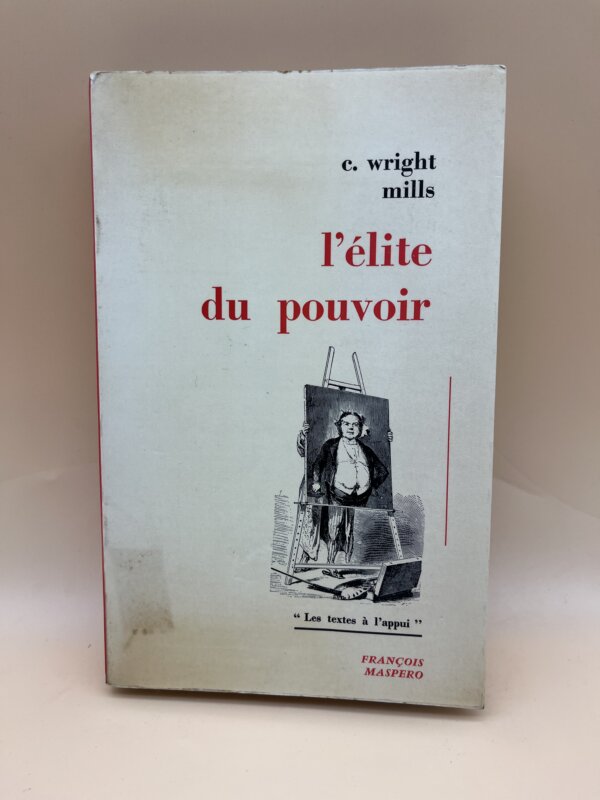 c. wright
mills
l'élite
du pouvoir
“ Les textes à l'appui ”
FRANÇOIS
MASPERO